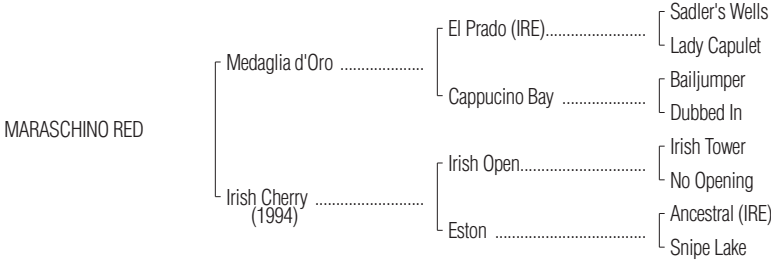 Sadler's Wells
El Prado (IRE)........................
Lady Capulet
Medaglia d'Oro ....................
Bailjumper
Cappucino Bay ....................
Dubbed In
MARASCHINO RED
Irish Tower
Irish Open..............................
No Opening
Irish Cherry ..........................
(1994)
Ancestral (IRE)
Eston ....................................
Snipe Lake